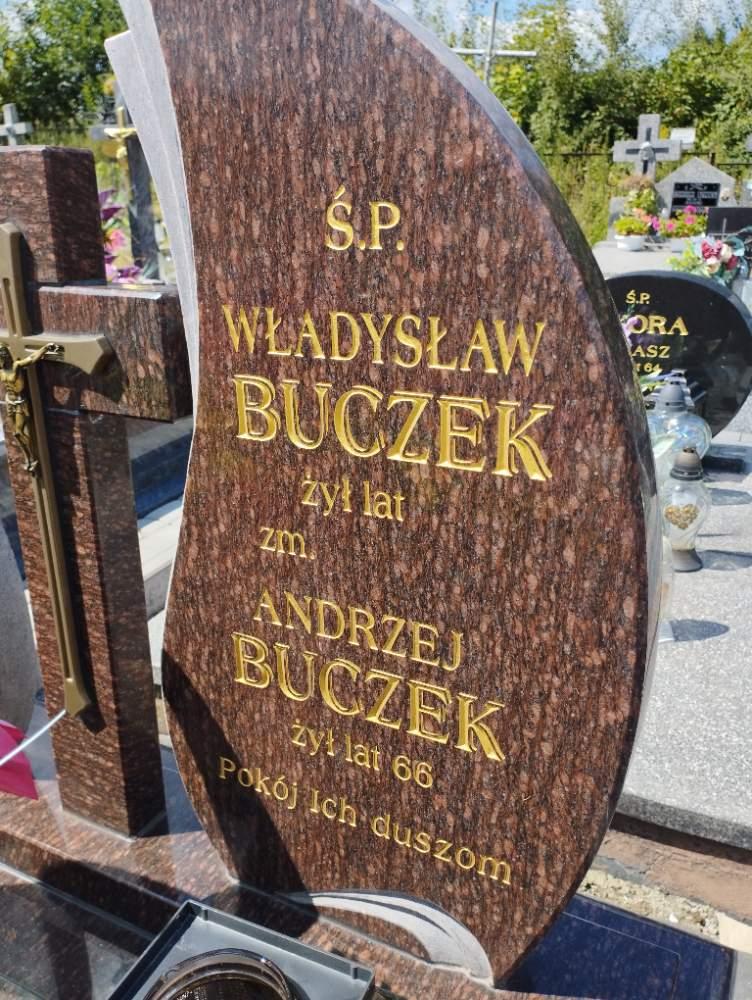 Ś.P.
WŁADYSŁAW
BUCZEK
żył lat
zm.
ANDRZEJ
BUCZEK
żył lat 66
Pokój Ich duszom
Ś.P.